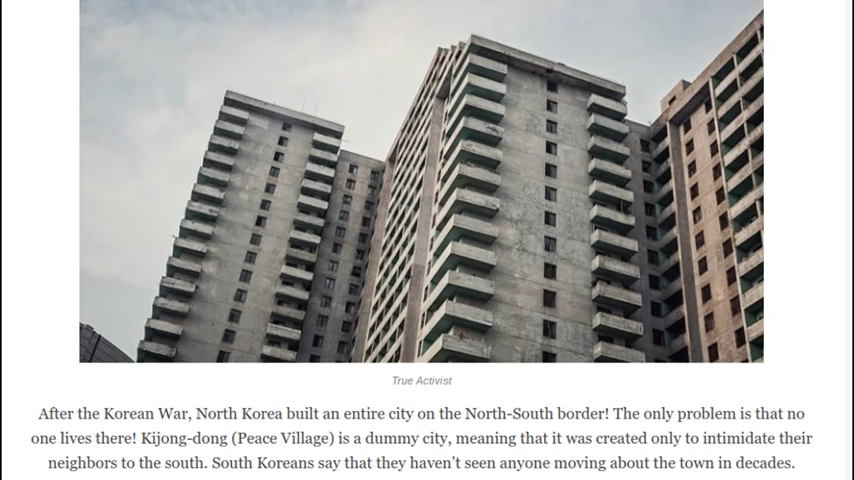 True Activist
After the Korean War, North Korea built an entire city on the North-South border! The only problem is that no
one lives there! Kijong-dong (Peace Village) is a dummy city, meaning that it was created only to intimidate their
neighbors to the south. South Koreans say that they haven’t seen anyone moving about the town in decades.